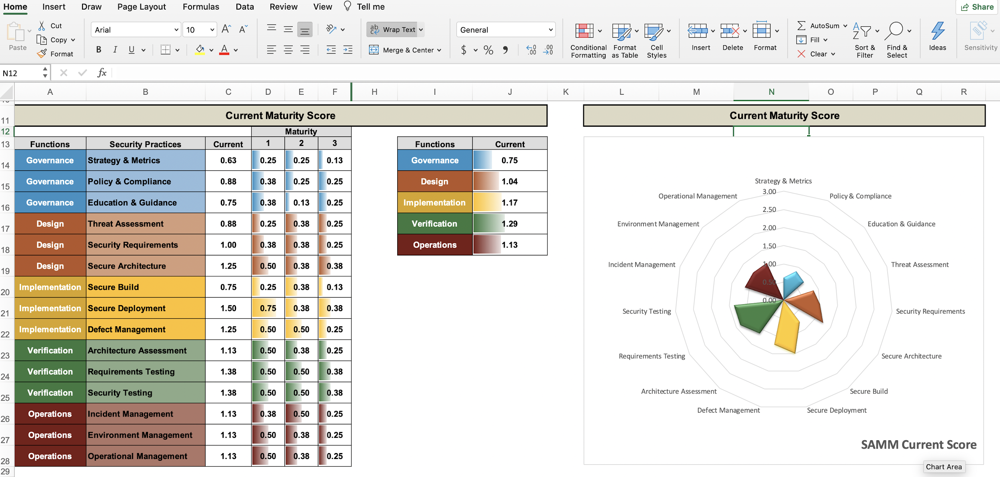 Home Insert Draw Page Layout Formulas Data Review View Tell me Share
Paste Cut Copy Format
Arial 10 A^ A˅
B I U A
ab c Wrap Text
Merge & Center
General
$ % , .00 .0 .00
Conditional Formatting Format as Table Cell Styles
Insert Delete Format
AutoSum Fill Clear
A Z Sort & Filter Find & Select Ideas Sensitivity
N12 fx
A B C D E F H I J K L M N O P Q R
11 Current Maturity Score Current Maturity Score
12 Maturity
13 Functions Security Practices Current 1 2 3 Functions Current
14 Governance Strategy & Metrics 0.63 0.25 0.25 0.13 Governance 0.75
15 Governance Policy & Compliance 0.88 0.38 0.25 0.25 Design 1.04
16 Governance Education & Guidance 0.75 0.38 0.13 0.25 Implementation 1.17
17 Design Threat Assessment 0.88 0.25 0.38 0.25 Verification 1.29
18 Design Security Requirements 1.00 0.38 0.38 0.25 Operations 1.13
19 Design Secure Architecture 1.25 0.50 0.38 0.38
20 Implementation Secure Build 0.75 0.25 0.38 0.13
21 Implementation Secure Deployment 1.50 0.75 0.38 0.38
22 Implementation Defect Management 1.25 0.50 0.50 0.25
23 Verification Architecture Assessment 1.13 0.50 0.38 0.25
24 Verification Requirements Testing 1.38 0.50 0.50 0.38
25 Verification Security Testing 1.38 0.50 0.50 0.38
26 Operations Incident Management 1.13 0.38 0.50 0.25
27 Operations Environment Management 1.13 0.50 0.38 0.25
28 Operations Operational Management 1.13 0.50 0.38 0.25
29
Strategy & Metrics
3.00
Operational Management Policy & Compliance
2.50
Environment Management Education & Guidance
2.00
1.50
Incident Management 1.00 Threat Assessment
0.50
0.00
Security Testing Security Requirements
Requirements Testing Secure Architecture
Architecture Assessment Secure Build
Defect Management Secure Deployment
SAMM Current Score
Chart Area